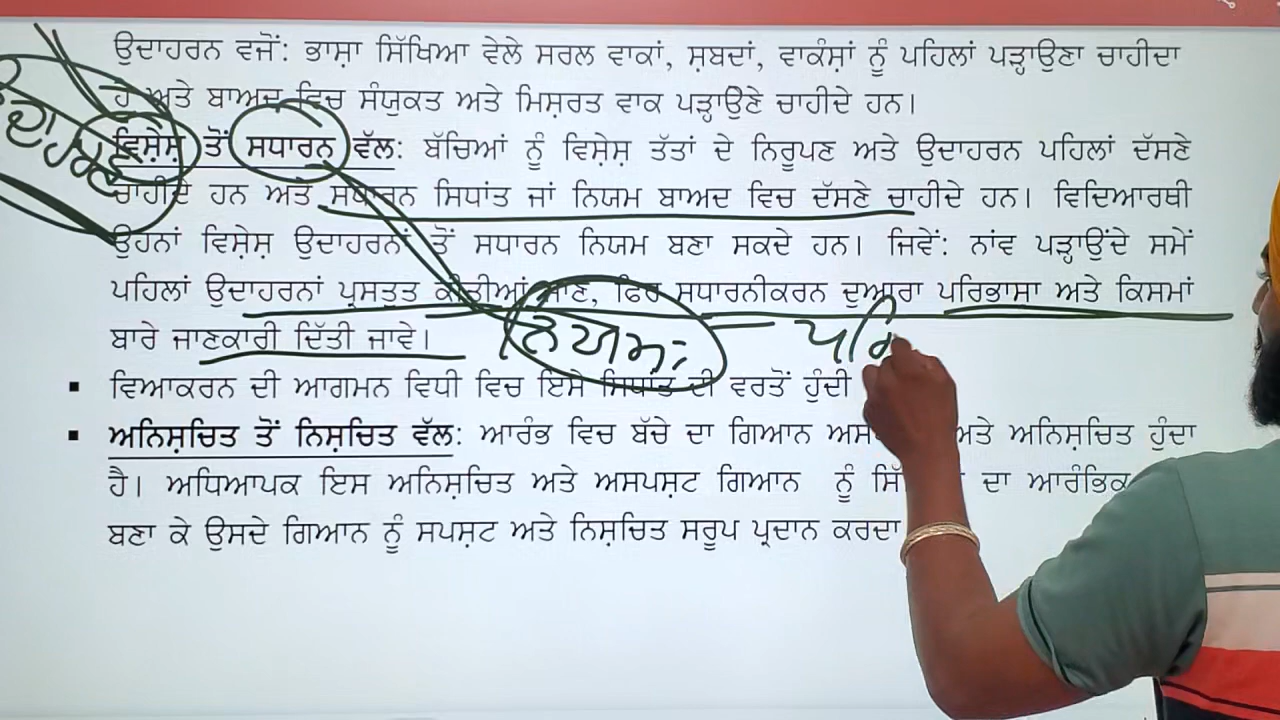 ਉਦਾਹਰਨ ਵਜੋਂ: ਭਾਸ਼ਾ ਸਿੱਖਿਆ ਵੇਲੇ ਸਰਲ ਵਾਕਾਂ, ਸ਼ਬਦਾਂ, ਵਾਕੰਸ਼ਾਂ ਨੂੰ ਪਹਿਲਾਂ ਪੜ੍ਹਾਉਣਾ ਚਾਹੀਦਾ
ਹੈ ਅਤੇ ਬਾਅਦ ਵਿਚ ਸੰਯੁਕਤ ਅਤੇ ਮਿਸ਼ਰਤ ਵਾਕ ਪੜ੍ਹਾਉਣੇ ਚਾਹੀਦੇ ਹਨ।
ਵਿਸ਼ੇਸ਼ ਤੋਂ ਸਧਾਰਨ ਵੱਲ: ਬੱਚਿਆਂ ਨੂੰ ਵਿਸ਼ੇਸ਼ ਤੱਤਾਂ ਦੇ ਨਿਰੂਪਣ ਅਤੇ ਉਦਾਹਰਨ ਪਹਿਲਾਂ ਦੱਸਣੇ
ਚਾਹੀਦੇ ਹਨ ਅਤੇ ਸਧਾਰਨ ਸਿਧਾਂਤ ਜਾਂ ਨਿਯਮ ਬਾਅਦ ਵਿਚ ਦੱਸਣੇ ਚਾਹੀਦੇ ਹਨ। ਵਿਦਿਆਰਥੀ
ਉਹਨਾਂ ਵਿਸ਼ੇਸ਼ ਉਦਾਹਰਨਾਂ ਤੋਂ ਸਧਾਰਨ ਨਿਯਮ ਬਣਾ ਸਕਦੇ ਹਨ। ਜਿਵੇਂ: ਨਾਂਵ ਪੜ੍ਹਾਉਂਦੇ ਸਮੇਂ
ਪਹਿਲਾਂ ਉਦਾਹਰਨਾਂ ਪ੍ਰਸਤੁਤ ਕੀਤੀਆਂ ਜਾਣ, ਫਿਰ ਸਧਾਰਨੀਕਰਨ ਦੁਆਰਾ ਪਰਿਭਾਸਾ ਅਤੇ ਕਿਸਮਾਂ
ਬਾਰੇ ਜਾਣਕਾਰੀ ਦਿੱਤੀ ਜਾਵੇ। ਨਿਯਮ: ਪਰਿ
▪ ਵਿਆਕਰਨ ਦੀ ਆਗਮਨ ਵਿਧੀ ਵਿਚ ਇਸੇ ਸਿਧਾਂਤ ਦੀ ਵਰਤੋਂ ਹੁੰਦੀ
▪ ਅਨਿਸ਼ਚਿਤ ਤੋਂ ਨਿਸ਼ਚਿਤ ਵੱਲ: ਆਰੰਭ ਵਿਚ ਬੱਚੇ ਦਾ ਗਿਆਨ ਅਤੇ ਅਨਿਸ਼ਚਿਤ ਹੁੰਦਾ
ਹੈ। ਅਧਿਆਪਕ ਇਸ ਅਨਿਸ਼ਚਿਤ ਅਤੇ ਅਸਪਸ਼ਟ ਗਿਆਨ ਨੂੰ ਦਾ ਆਰੰਭਿਕ
ਬਣਾ ਕੇ ਉਸਦੇ ਗਿਆਨ ਨੂੰ ਸਪਸ਼ਟ ਅਤੇ ਨਿਸ਼ਚਿਤ ਸਰੂਪ ਪ੍ਰਦਾਨ ਕਰਦਾ